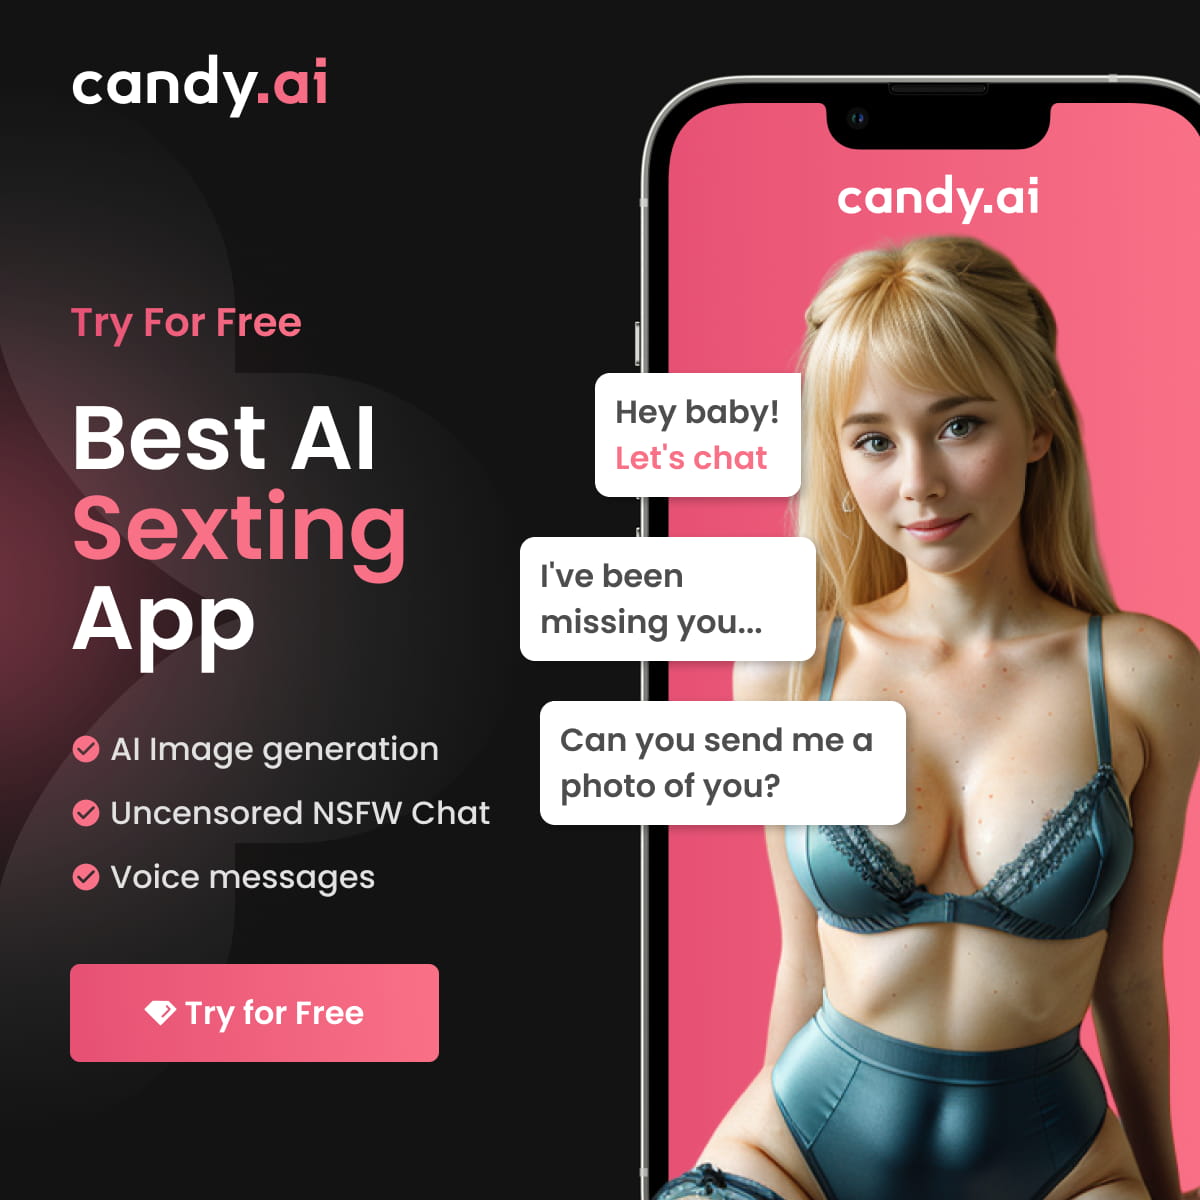 candy.ai
Try For Free
Best AI
Sexting
App
AI Image generation
Uncensored NSFW Chat
Voice messages
Try for Free
candy.ai
Hey baby!
Let's chat
I've been
missing you...
Can you send me a
photo of you?